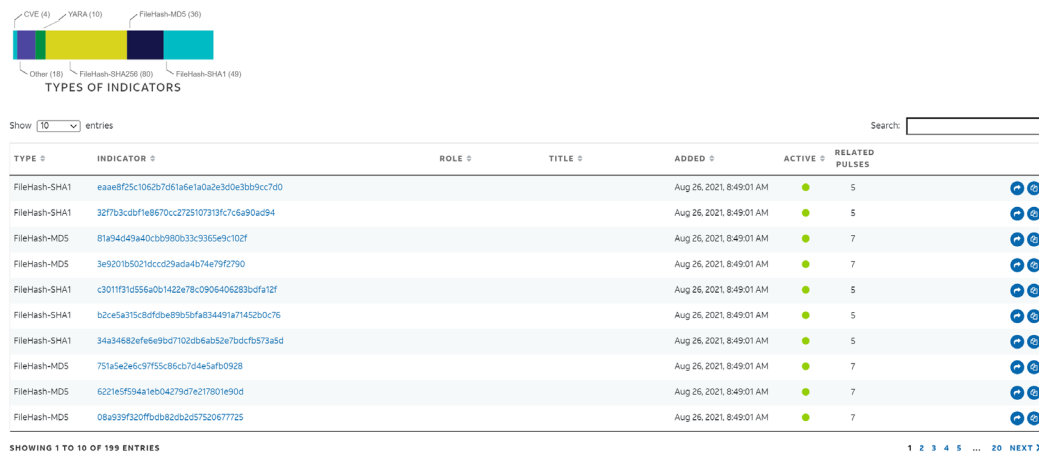 CVE (4) YARA (10) FileHash-MD5 (36)
Other (18) FileHash-SHA256 (80) FileHash-SHA1 (49)
TYPES OF INDICATORS
Show 10 entries Search:
TYPE INDICATOR ROLE TITLE ADDED ACTIVE RELATED PULSES
FileHash-SHA1 eaae8f25c1062b7d61a6e1a0a2e3d0e3bb9cc7d0 Aug 26, 2021, 8:49:01 AM 5
FileHash-SHA1 32f7b3cdbf1e8670cc2725107313fc7c6a90ad94 Aug 26, 2021, 8:49:01 AM 5
FileHash-MD5 81a94d49a40cbb980b33c9365e9c102f Aug 26, 2021, 8:49:01 AM 7
FileHash-MD5 3e9201b5021dccd29ada4b74e79f2790 Aug 26, 2021, 8:49:01 AM 7
FileHash-SHA1 c3011f31d556a0b1422e78c0906406283bdfa12f Aug 26, 2021, 8:49:01 AM 5
FileHash-SHA1 b2ce5a315c8dfdbe89b5bfa834491a71452b0c76 Aug 26, 2021, 8:49:01 AM 5
FileHash-SHA1 34a34682efe6e9bd7102db6ab52e7bdcfb573a5d Aug 26, 2021, 8:49:01 AM 5
FileHash-MD5 751a5e2e6c97f55c86cb7d4e5afb0928 Aug 26, 2021, 8:49:01 AM 7
FileHash-MD5 6221e5f594a1eb04279d7e217801e90d Aug 26, 2021, 8:49:01 AM 7
FileHash-MD5 08a939f320ffbdb82db2d57520677725 Aug 26, 2021, 8:49:01 AM 7
SHOWING 1 TO 10 OF 199 ENTRIES 1 2 3 4 5 ... 20 NEXT